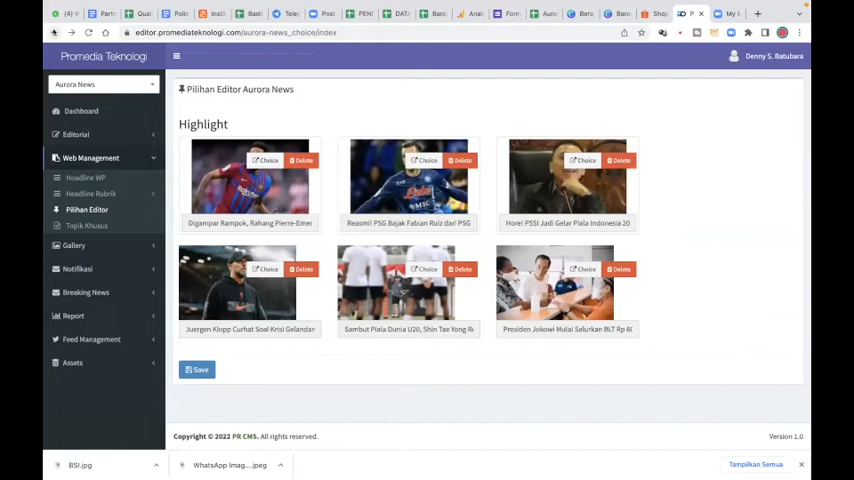 editor.promediateknologi.com/aurora-news_choice/index
Promedia Teknologi
Denny S. Batubara
Aurora News
Dashboard
Editorial
Web Management
Headline WP
Headline Rubrik
Pilihan Editor
Topik Khusus
Gallery
Notifikasi
Breaking News
Report
Feed Management
Assets
Pilihan Editor Aurora News
Highlight
Choice Delete
Choice Delete
Choice Delete
Digampar Rampok, Rahang Pierre-Emer
Reasmi! PSG Bajak Fabian Ruiz dari PSG
Hore! PSSI Jadi Gelar Piala Indonesia 20
Choice Delete
Choice Delete
Choice Delete
Juergen Klopp Curhat Soal Krisi Gelandan
Sambut Piala Dunia U20, Shin Tae Yong Re
Presiden Jokowi Mulai Salurkan BLT Rp 60
Save
Copyright © 2022 PR CMS. All rights reserved.
Version 1.0
BSI.jpg
WhatsApp Imag....jpeg
Tampilkan Semua